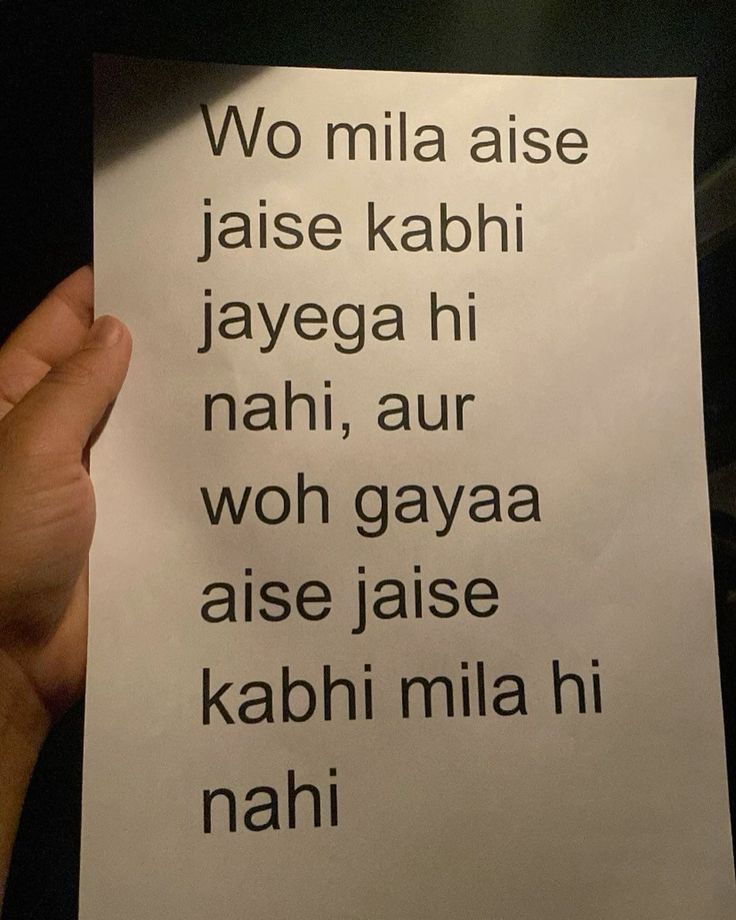 Wo mila aise
jaise kabhi
jayega hi
nahi, aur
woh gayaa
aise jaise
kabhi mila hi
nahi